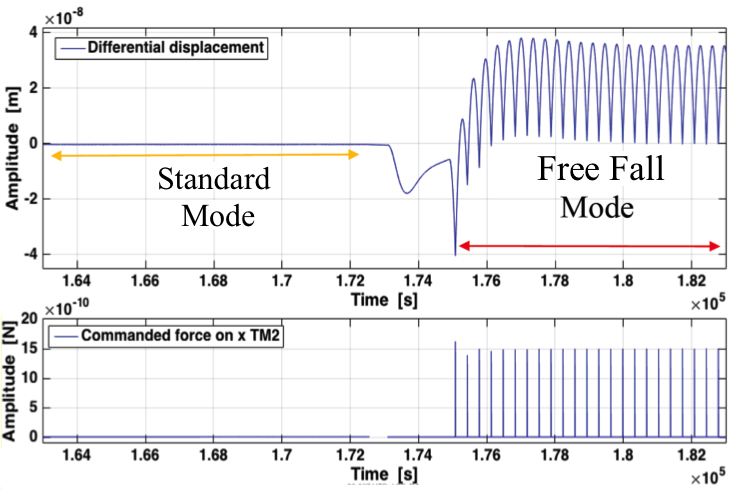 ×10⁻⁸
Differential displacement
Amplitude [m]
4
2
0
-2
-4
Standard
Mode
Free Fall
Mode
1.64 1.66 1.68 1.7 1.72 1.74 1.76 1.78 1.8 1.82
Time [s]
×10⁵
×10⁻¹⁰
Commanded force on x TM2
Amplitude [N]
20
15
10
5
0
1.64 1.66 1.68 1.7 1.72 1.74 1.76 1.78 1.8 1.82
Time [s]
×10⁵